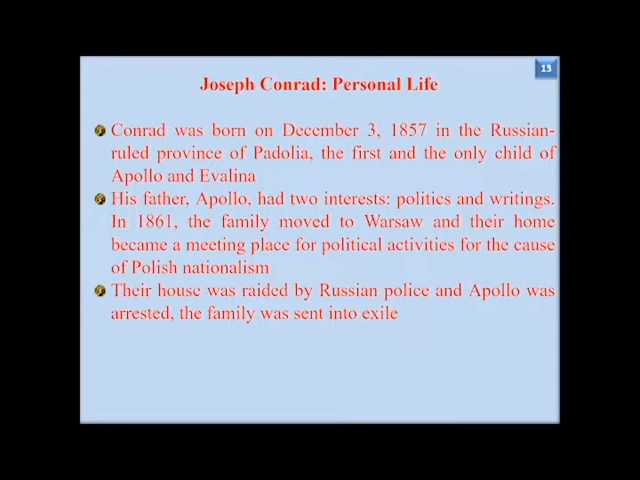 13
Joseph Conrad: Personal Life
Conrad was born on December 3, 1857 in the Russian-
ruled province of Padolia, the first and the only child of
Apollo and Evalina
His father, Apollo, had two interests: politics and writings.
In 1861, the family moved to Warsaw and their home
became a meeting place for political activities for the cause
of Polish nationalism
Their house was raided by Russian police and Apollo was
arrested, the family was sent into exile